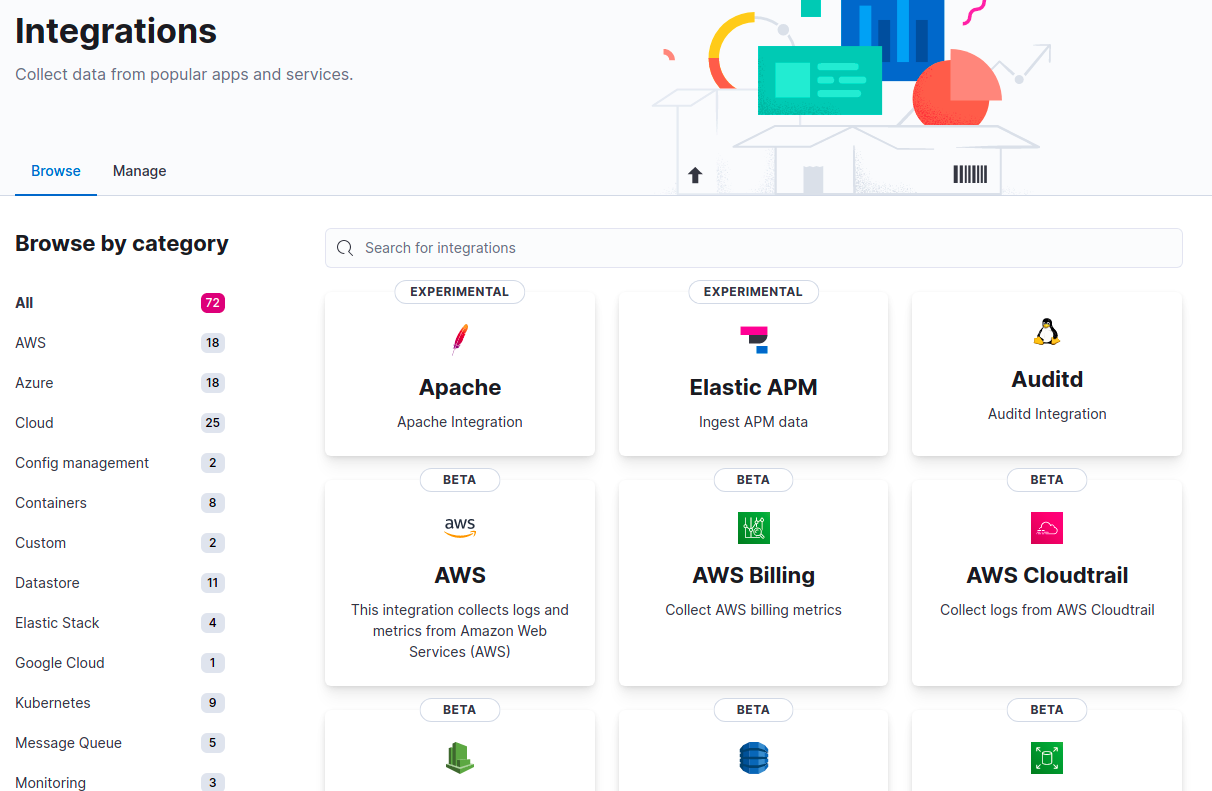 Integrations
Collect data from popular apps and services.
Browse
Manage
Browse by category
All 72
AWS 18
Azure 18
Cloud 25
Config management 2
Containers 8
Custom 2
Datastore 11
Elastic Stack 4
Google Cloud 1
Kubernetes 9
Message Queue 5
Monitoring 3
Search for integrations
EXPERIMENTAL
Apache
Apache Integration
EXPERIMENTAL
Elastic APM
Ingest APM data
Auditd
Auditd Integration
BETA
aws
AWS
This integration collects logs and
metrics from Amazon Web
Services (AWS)
BETA
AWS Billing
Collect AWS billing metrics
BETA
AWS Cloudtrail
Collect logs from AWS Cloudtrail
BETA
BETA
BETA